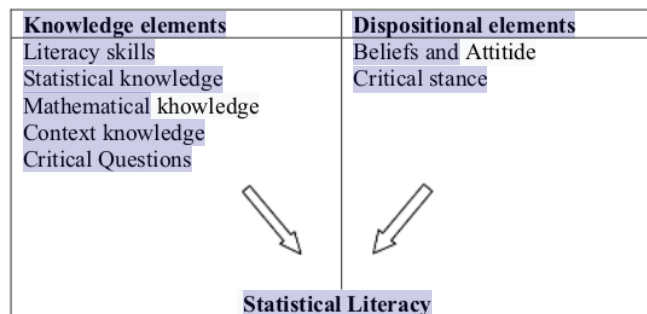 Knowledge elements
Literacy skills
Statistical knowledge
Mathematical khowledge
Context knowledge
Critical Questions
Dispositional elements
Beliefs and Attitide
Critical stance
Statistical Literacy